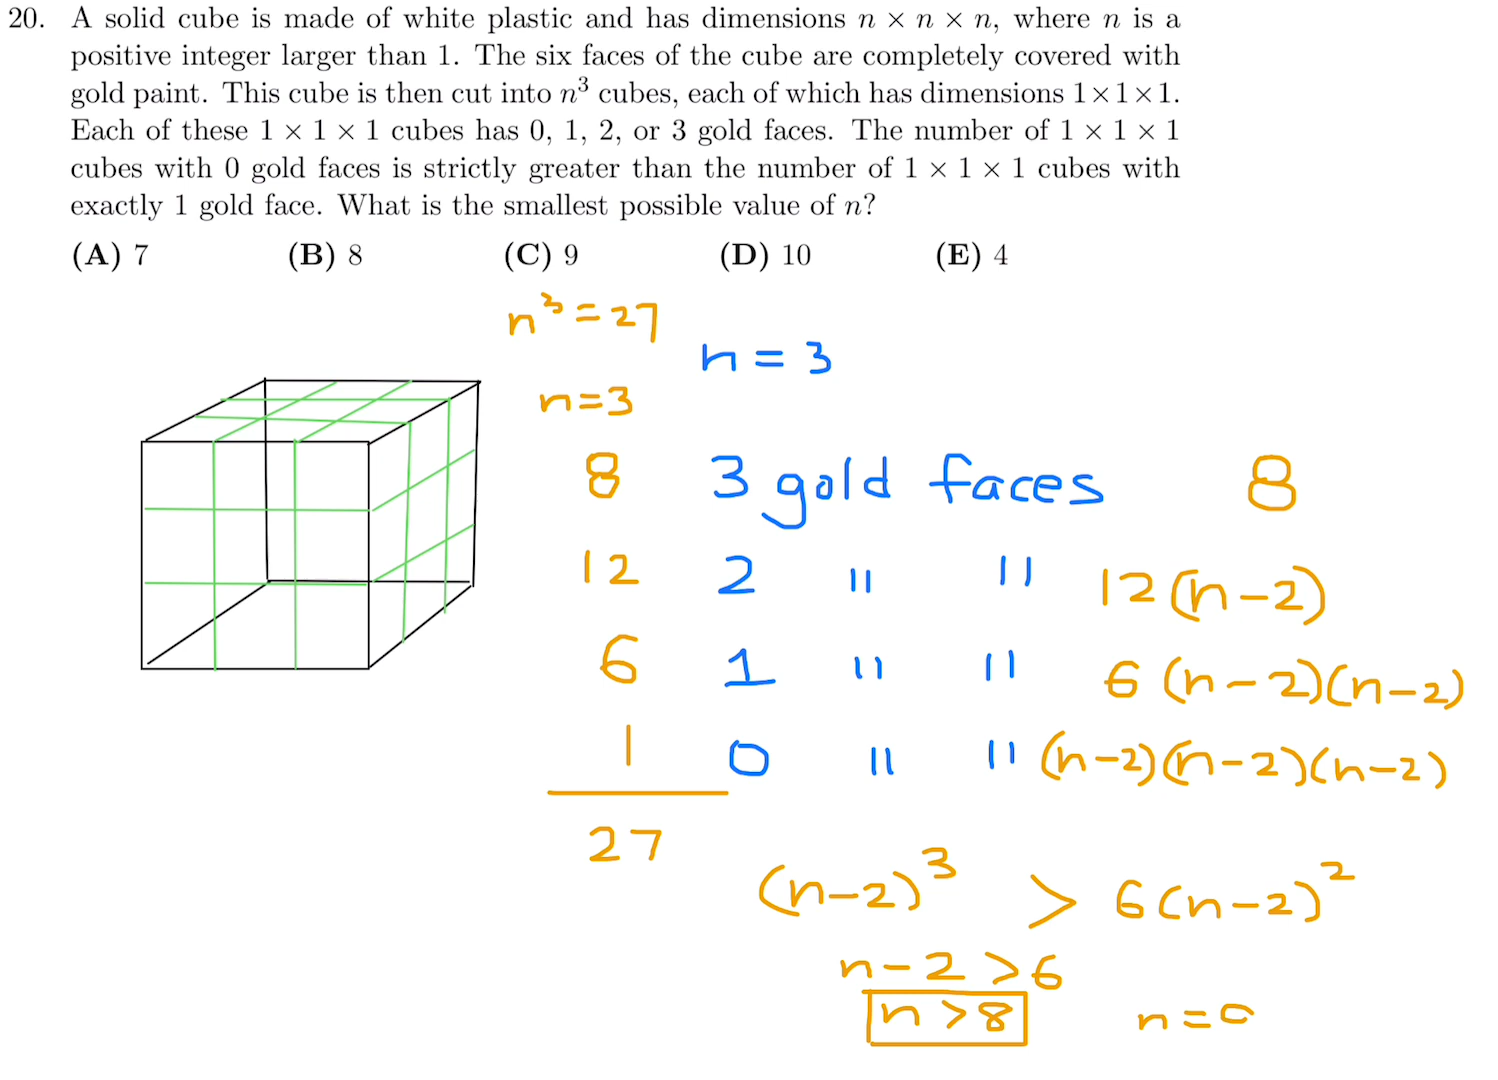 20. A solid cube is made of white plastic and has dimensions n × n × n, where n is a
positive integer larger than 1. The six faces of the cube are completely covered with
gold paint. This cube is then cut into n³ cubes, each of which has dimensions 1×1×1.
Each of these 1 × 1 × 1 cubes has 0, 1, 2, or 3 gold faces. The number of 1 × 1 × 1
cubes with 0 gold faces is strictly greater than the number of 1 × 1 × 1 cubes with
exactly 1 gold face. What is the smallest possible value of n?
(A) 7 (B) 8 (C) 9 (D) 10 (E) 4
n³ = 27
n = 3
n=3
8 3 gold faces 8
12 2 " " 12(n-2)
6 1 " " 6(n-2)(n-2)
1 0 " " (n-2)(n-2)(n-2)
27
(n-2)³ > 6(n-2)²
n-2 > 6
n > 8 n =